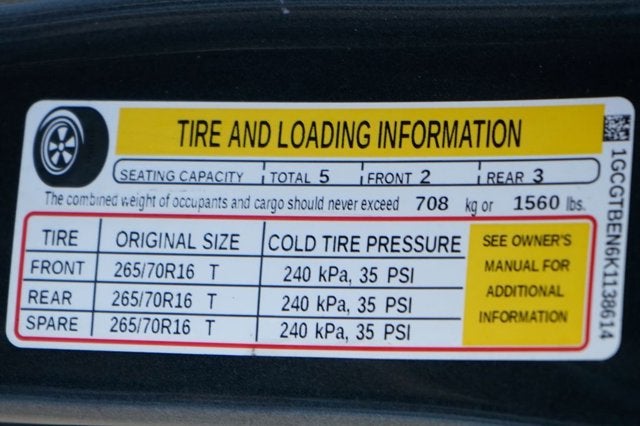 TIRE AND LOADING INFORMATION
SEATING CAPACITY TOTAL 5 FRONT 2 REAR 3
The combined weight of occupants and cargo should never exceed 708 kg or 1560 lbs.
TIRE ORIGINAL SIZE COLD TIRE PRESSURE
FRONT 265/70R16 T 240 kPa, 35 PSI
REAR 265/70R16 T 240 kPa, 35 PSI
SPARE 265/70R16 T 240 kPa, 35 PSI
SEE OWNER'S
MANUAL FOR
ADDITIONAL
INFORMATION
1GCGTBEN6K1138614